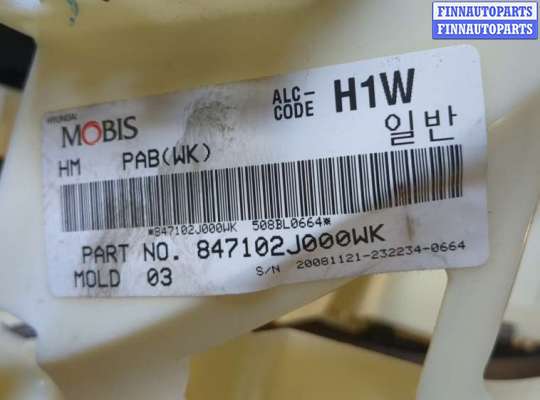 FINNAUTOPARTS
FINNAUTOPARTS
HYUNDAI
MOBIS
ALC-CODE H1W
일반
HM PAB(WK)
*847102J000WK 508BL0664*
PART NO. 847102J000WK
MOLD 03
S/N 20081121-232234-0664